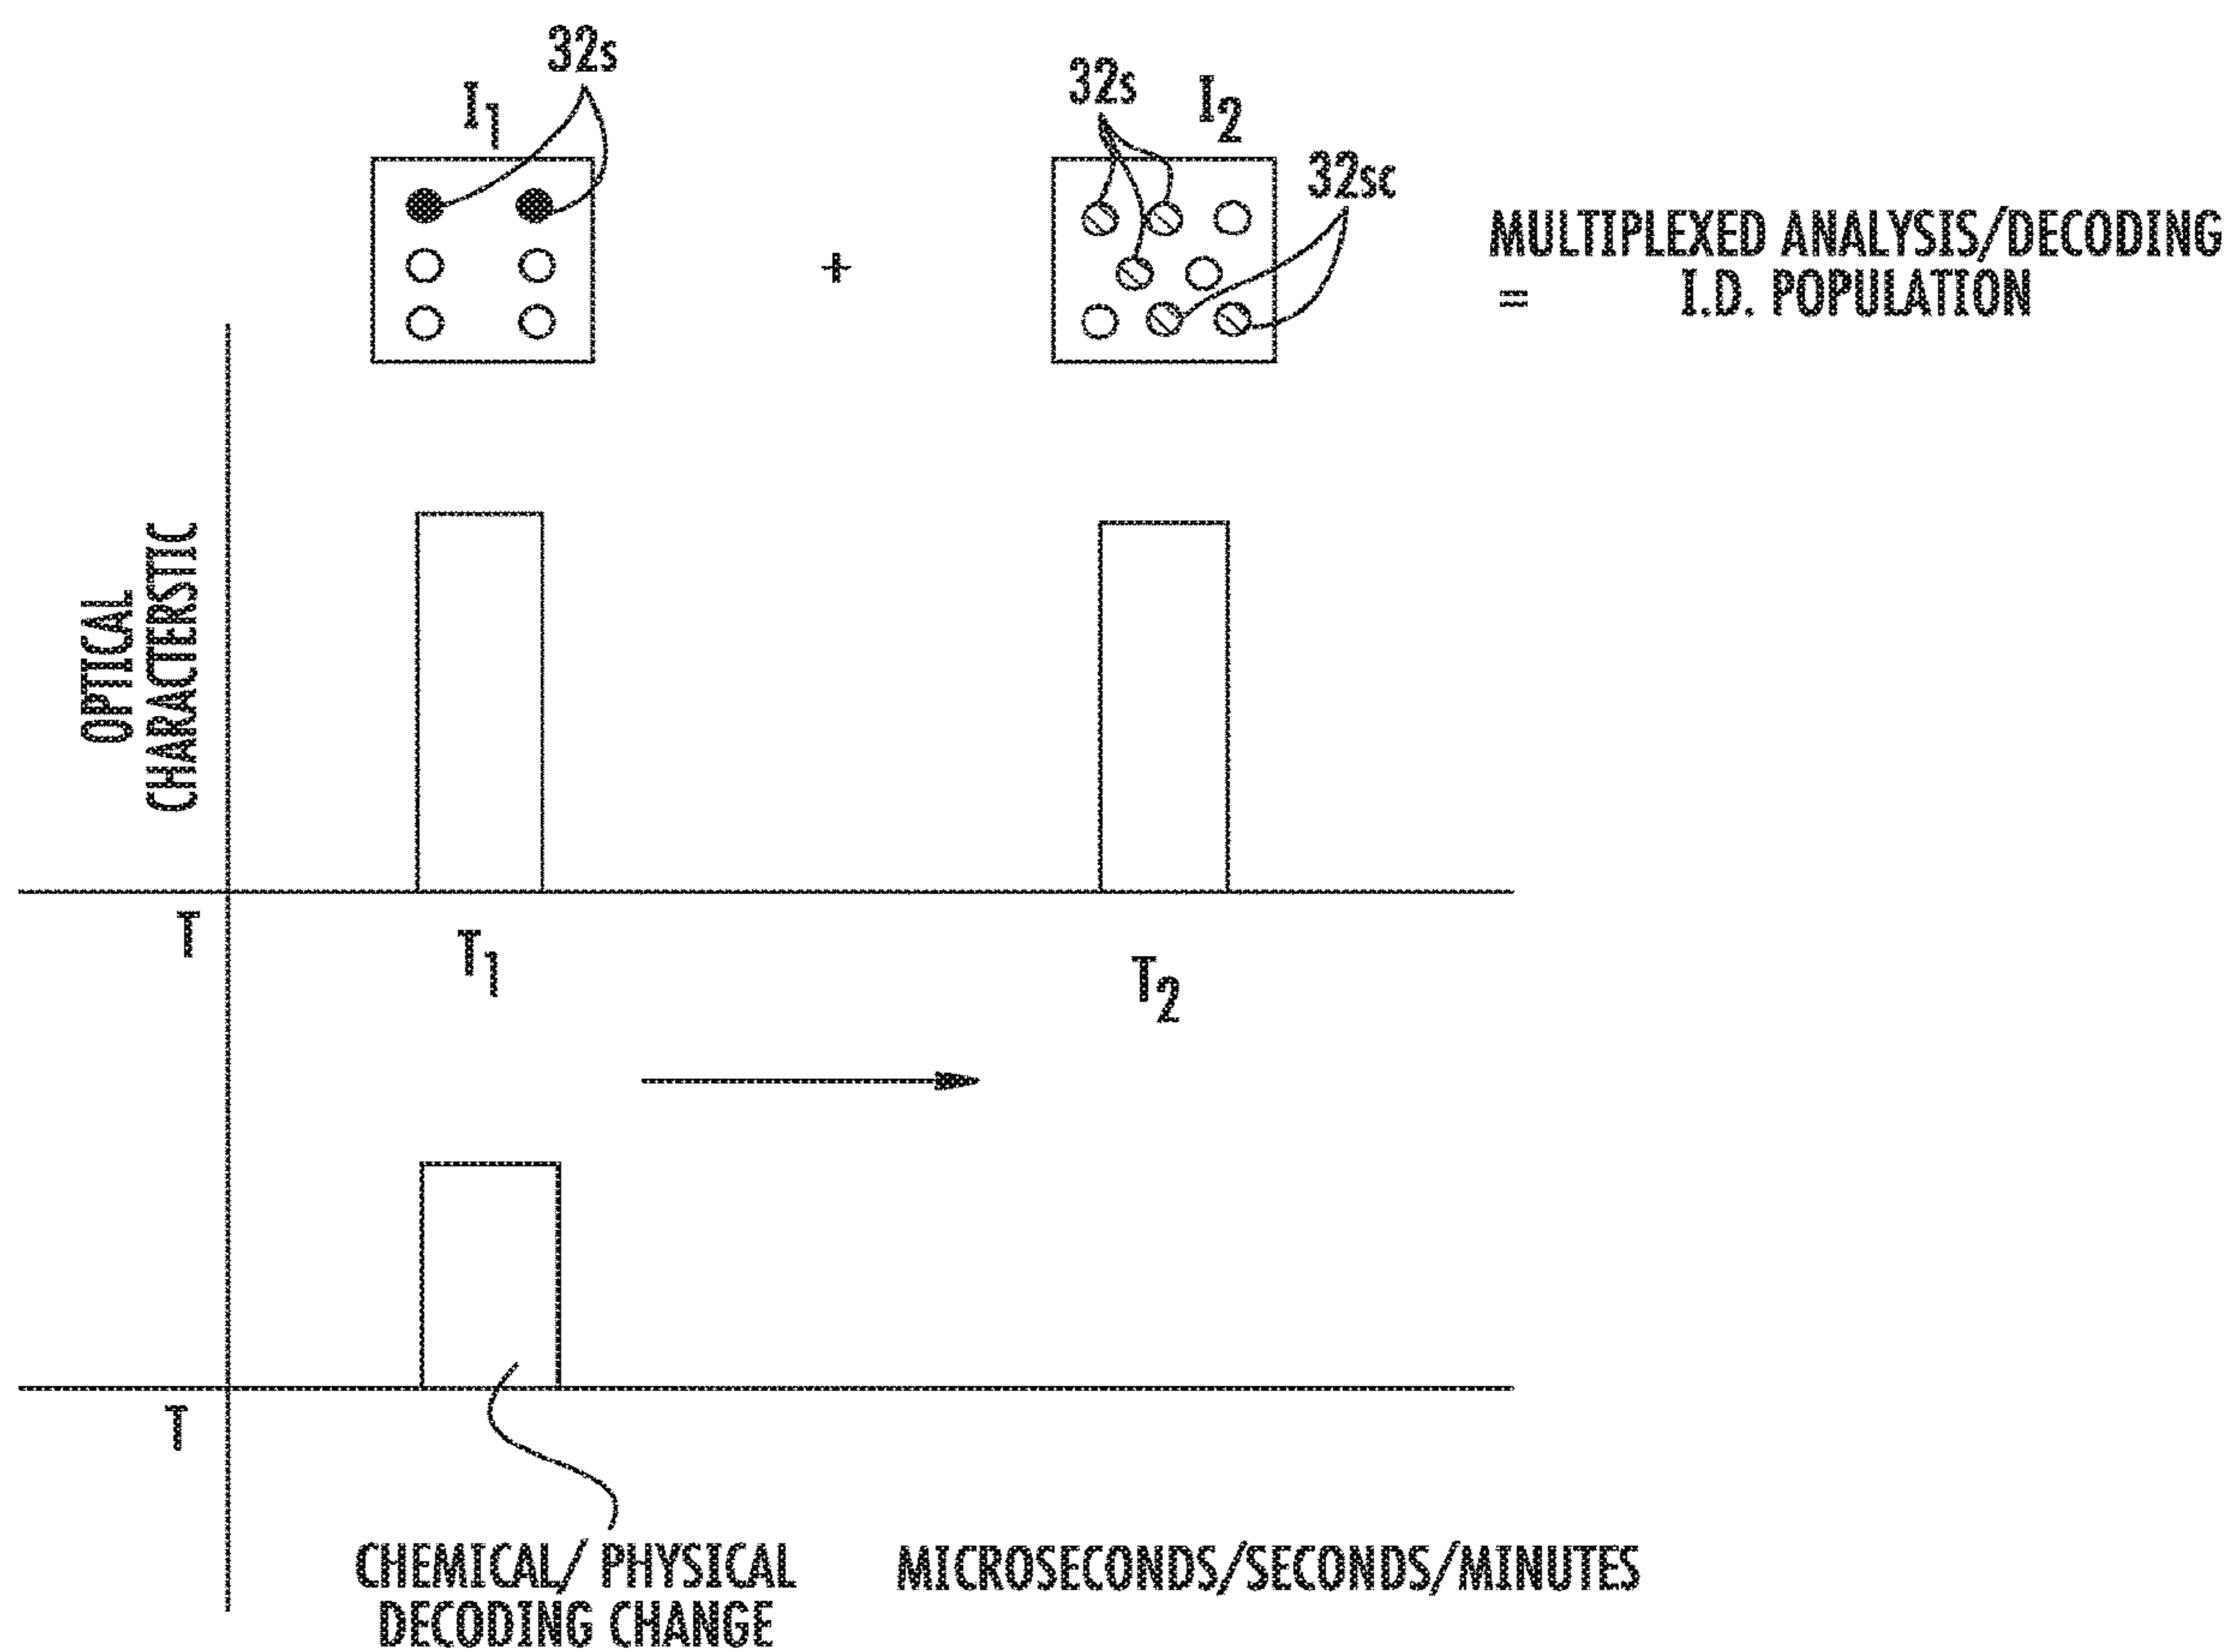 32s
I1
32s
I2
32sc
+
MULTIPLEXED ANALYSIS/DECODING
= I.D. POPULATION
OPTICAL
CHARACTERSTIC
T
T1
T2
T
CHEMICAL/ PHYSICAL
DECODING CHANGE
MICROSECONDS/SECONDS/MINUTES